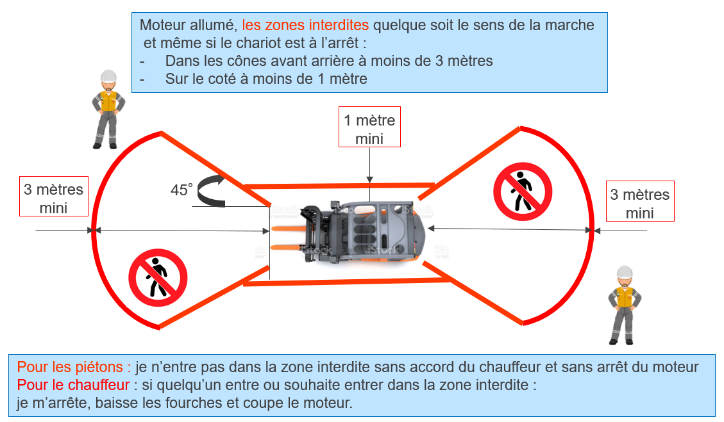 Moteur allumé, les zones interdites quelque soit le sens de la marche
et même si le chariot est à l'arrêt :
- Dans les cônes avant arrière à moins de 3 mètres
- Sur le coté à moins de 1 mètre
1 mètre
mini
45°
3 mètres
mini
3 mètres
mini
Pour les piétons : je n'entre pas dans la zone interdite sans accord du chauffeur et sans arrêt du moteur
Pour le chauffeur : si quelqu'un entre ou souhaite entrer dans la zone interdite :
je m'arrête, baisse les fourches et coupe le moteur.